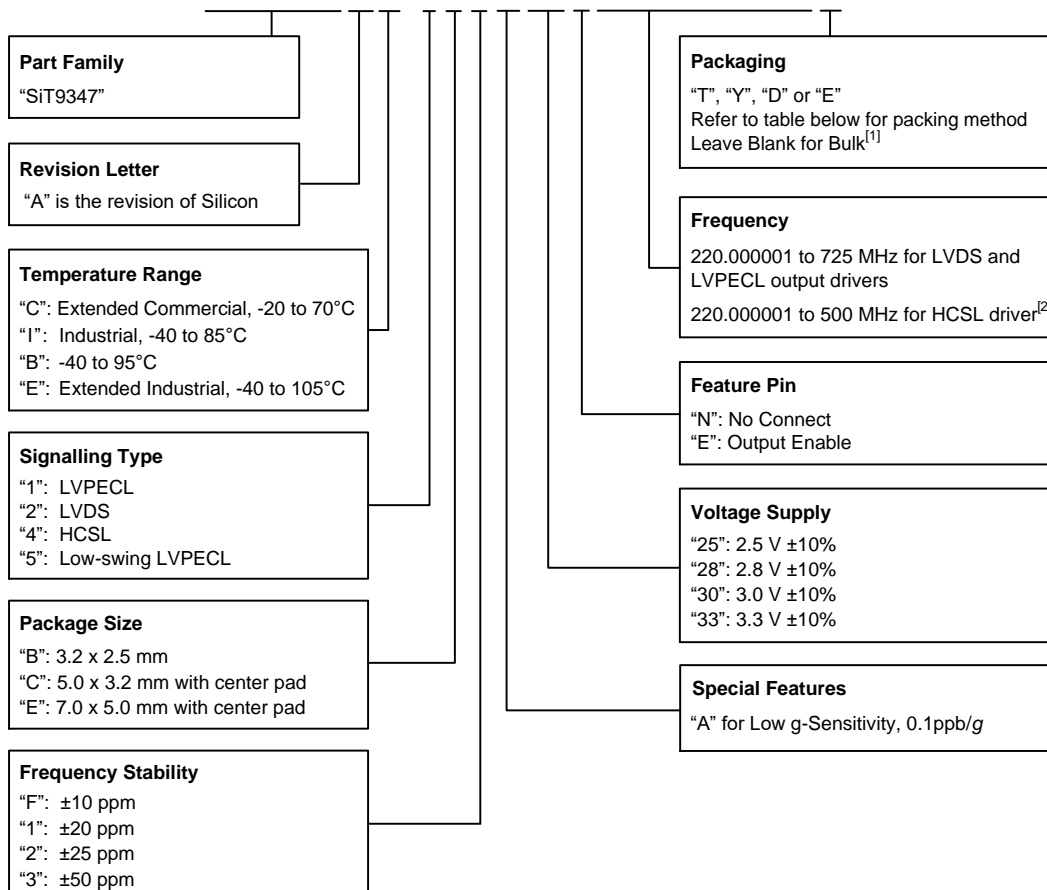 Part Family
“SiT9347”
Revision Letter
“A” is the revision of Silicon
Temperature Range
“C”: Extended Commercial, -20 to 70°C
“I”: Industrial, -40 to 85°C
“B”: -40 to 95°C
“E”: Extended Industrial, -40 to 105°C
Signalling Type
“1”: LVPECL
“2”: LVDS
“4”: HCSL
“5”: Low-swing LVPECL
Package Size
“B”: 3.2 x 2.5 mm
“C”: 5.0 x 3.2 mm with center pad
“E”: 7.0 x 5.0 mm with center pad
Frequency Stability
“F”: ±10 ppm
“1”: ±20 ppm
“2”: ±25 ppm
“3”: ±50 ppm
Packaging
“T”, “Y”, “D” or “E”
Refer to table below for packing method
Leave Blank for Bulk[1]
Frequency
220.000001 to 725 MHz for LVDS and
LVPECL output drivers
220.000001 to 500 MHz for HCSL driver[2
Feature Pin
“N”: No Connect
“E”: Output Enable
Voltage Supply
“25”: 2.5 V ±10%
“28”: 2.8 V ±10%
“30”: 3.0 V ±10%
“33”: 3.3 V ±10%
Special Features
“A” for Low g-Sensitivity, 0.1ppb/g